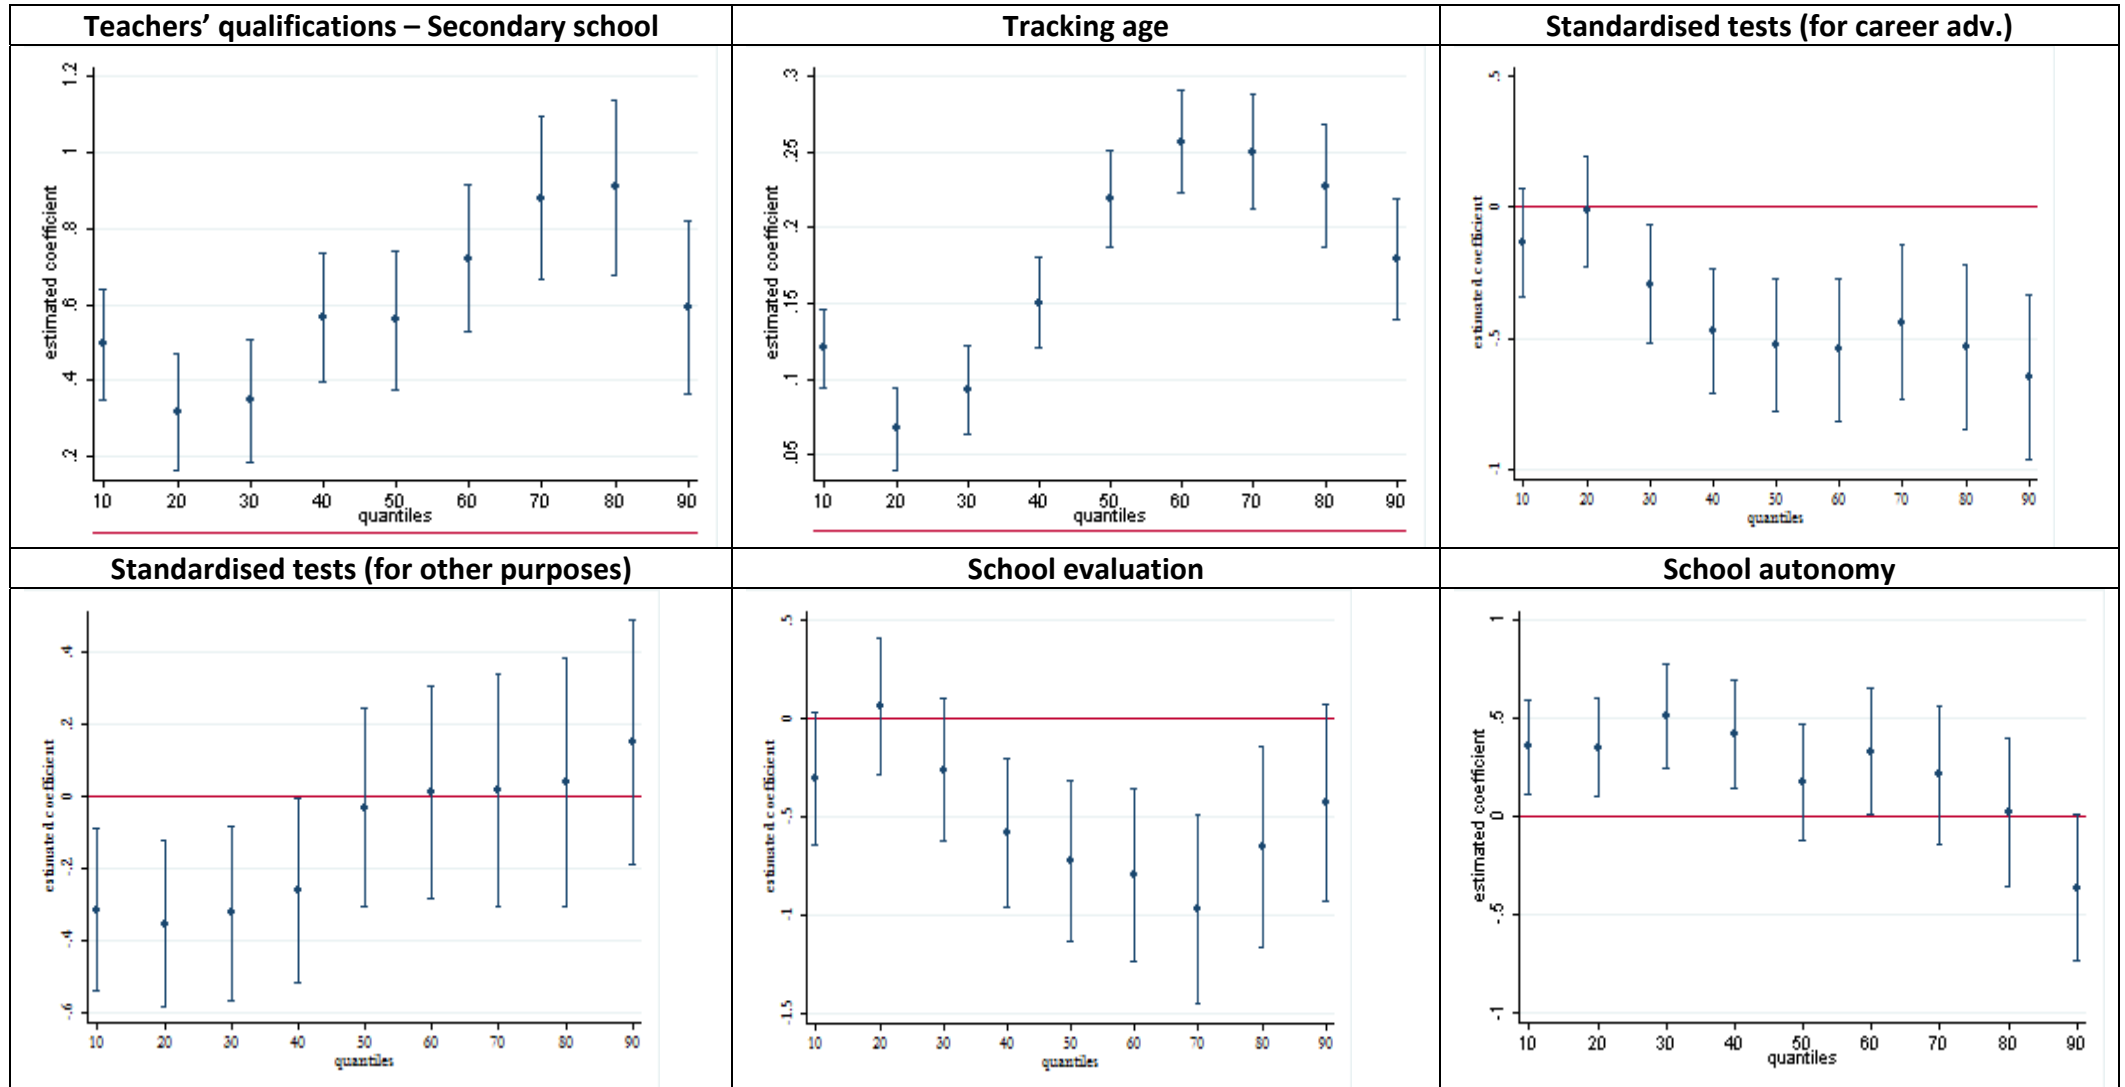 Teachers’ qualifications – Secondary school
Tracking age
Standardised tests (for career adv.)
estimated coefficient
1.2
1
.8
.6
.4
.2
10 20 30 40 50 60 70 80 90
quantiles
estimated coefficient
.3
.25
.2
.15
.1
.05
10 20 30 40 50 60 70 80 90
quantiles
estimated coefficient
.5
0
-.5
-1
10 20 30 40 50 60 70 80 90
quantiles
Standardised tests (for other purposes)
School evaluation
School autonomy
estimated coefficient
.4
.2
0
-.2
-.4
-.6
10 20 30 40 50 60 70 80 90
quantiles
estimated coefficient
.5
0
-.5
-1
-1.5
10 20 30 40 50 60 70 80 90
quantiles
estimated coefficient
1
.5
0
-.5
-1
10 20 30 40 50 60 70 80 90
quantiles